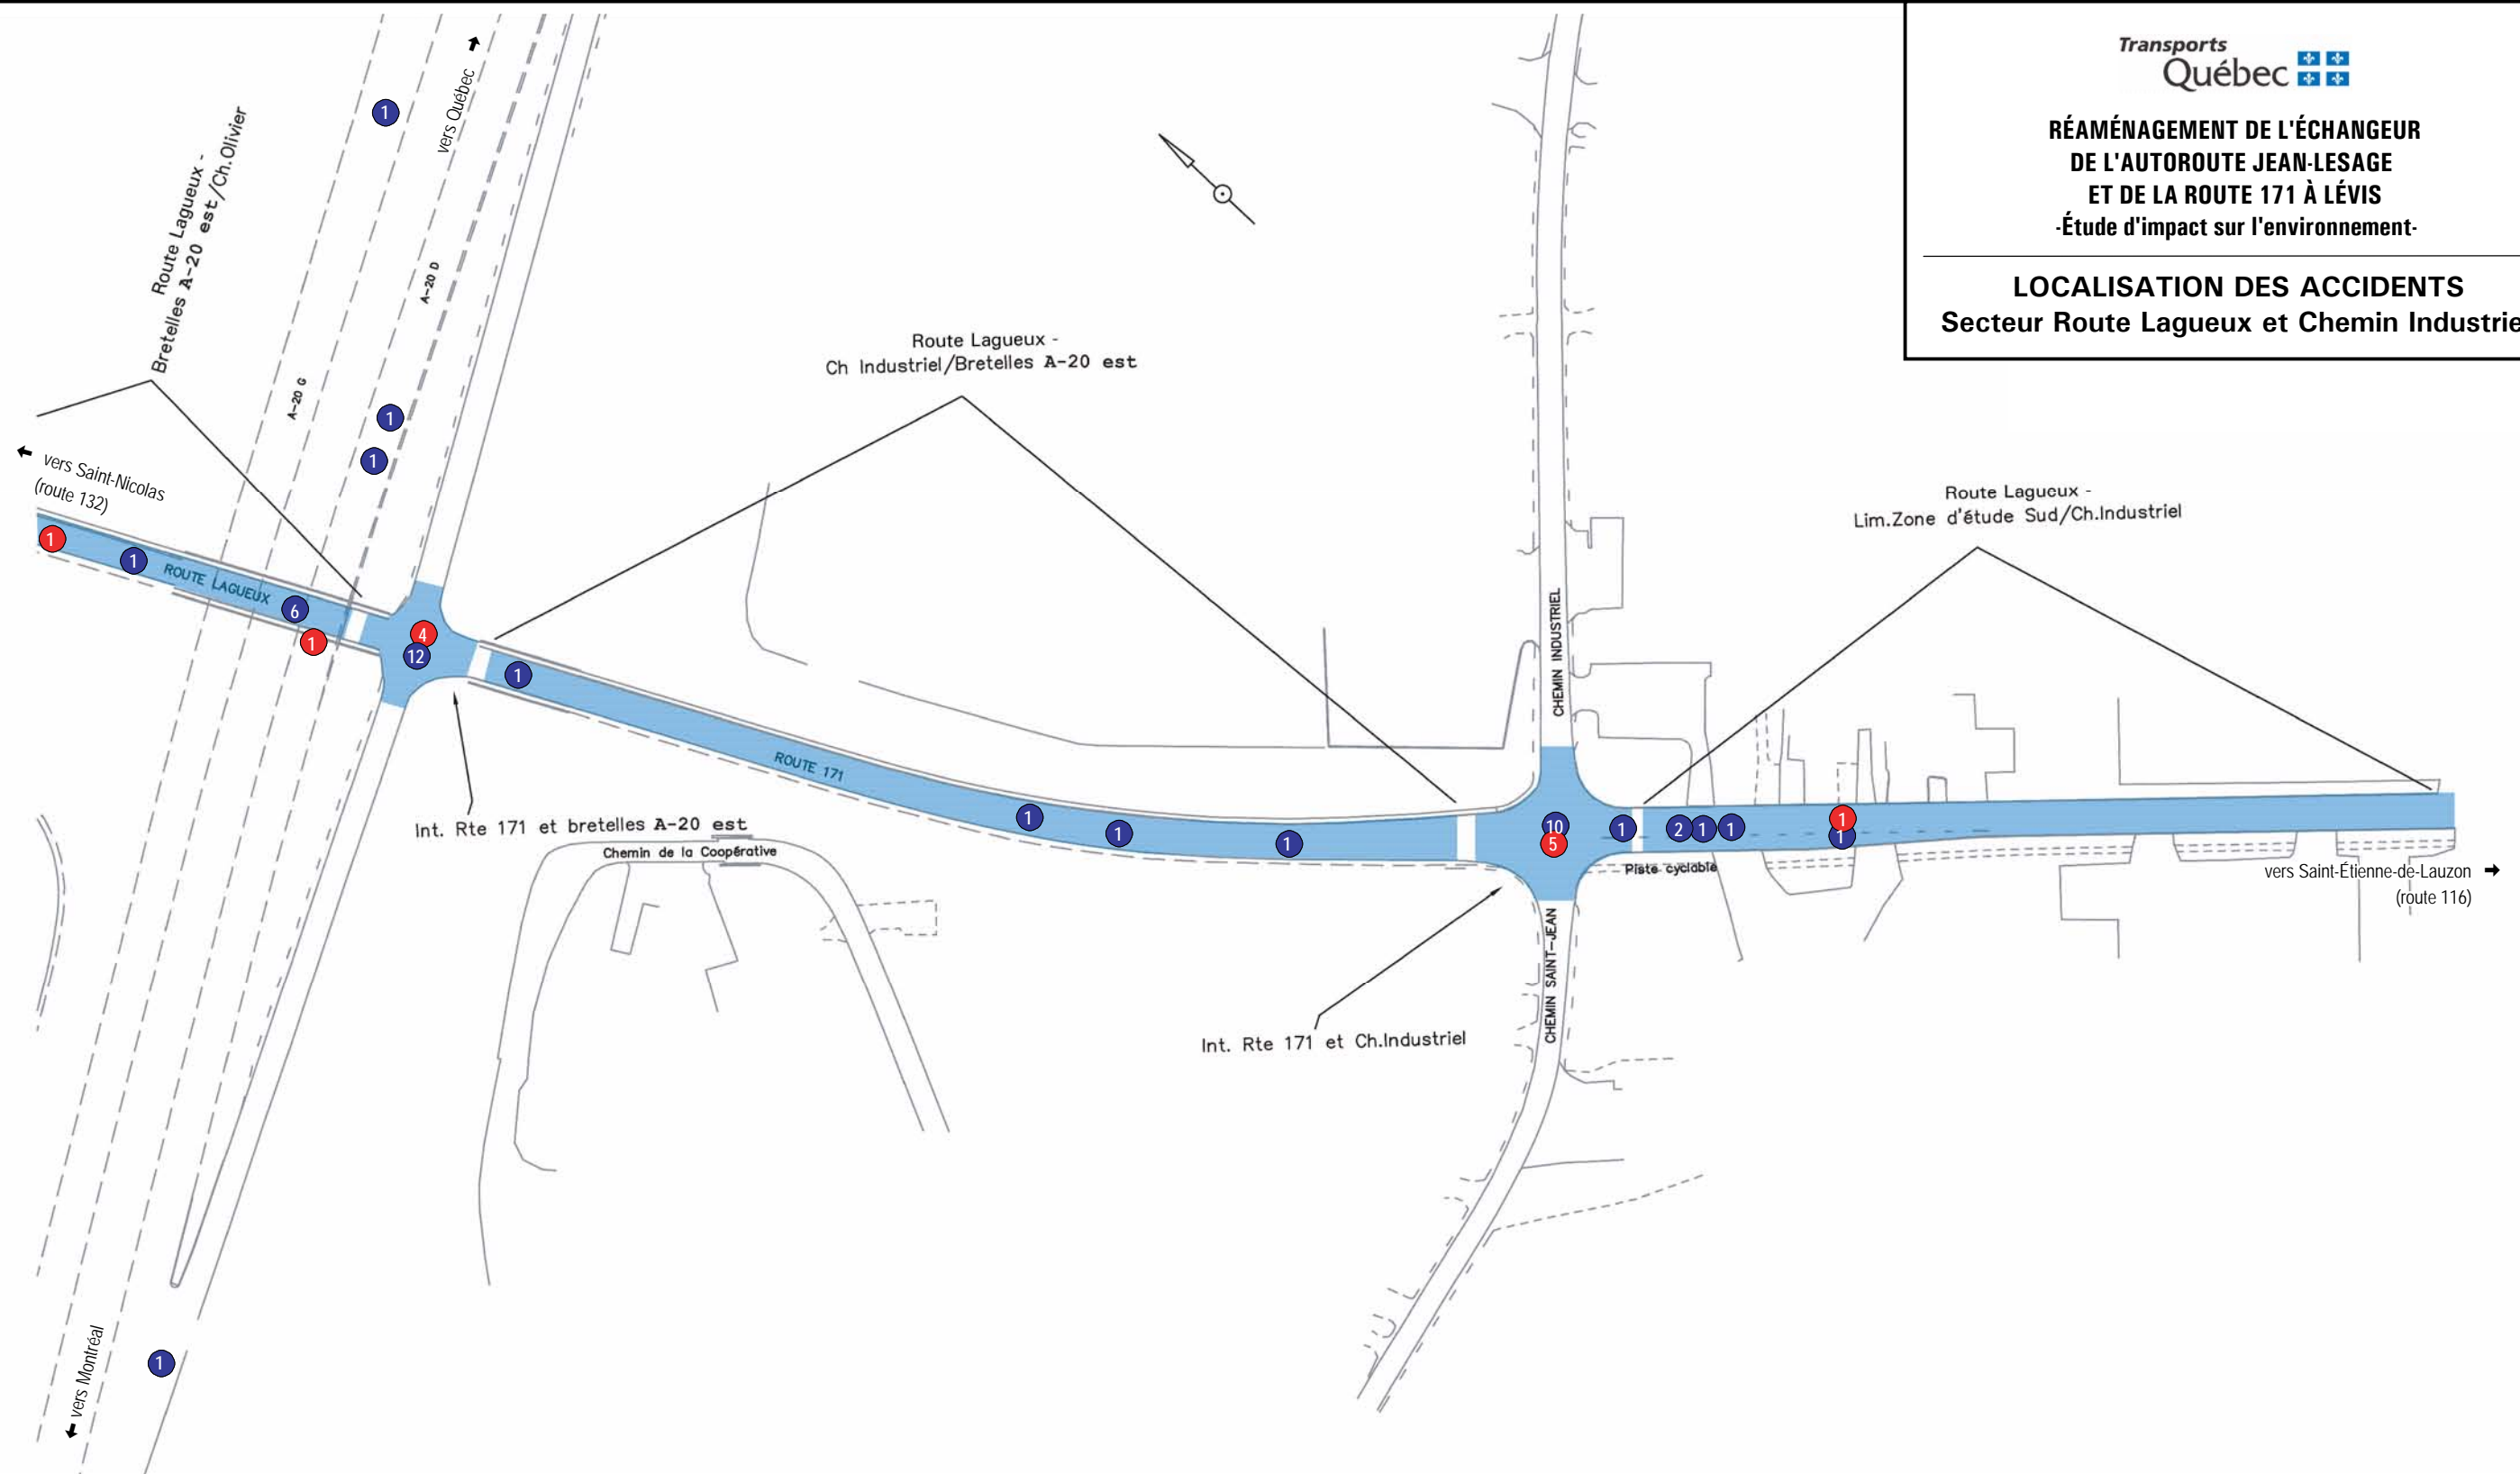 Transports
Québec
RÉAMÉNAGEMENT DE L'ÉCHANGEUR
DE L'AUTOROUTE JEAN-LESAGE
ET DE LA ROUTE 171 À LÉVIS
-Étude d'impact sur l'environnement-
LOCALISATION DES ACCIDENTS
Secteur Route Lagueux et Chemin Industrie
vers Québec
Route Lagueux -
Bretelles A-20 est/Ch.Olivier
A-20 G
A-20 D
1
1
1
vers Saint-Nicolas
(route 132)
1
1
ROUTE LAGUEUX
6
1
4
12
1
Route Lagueux -
Ch Industriel/Bretelles A-20 est
ROUTE 171
Int. Rte 171 et bretelles A-20 est
Chemin de la Coopérative
1
1
1
CHEMIN INDUSTRIEL
Route Lagueux -
Lim.Zone d'étude Sud/Ch.Industriel
10
5
1
2
1
1
1
1
Piste cyclable
vers Saint-Étienne-de-Lauzon
(route 116)
CHEMIN SAINT-JEAN
Int. Rte 171 et Ch.Industriel
vers Montréal
1